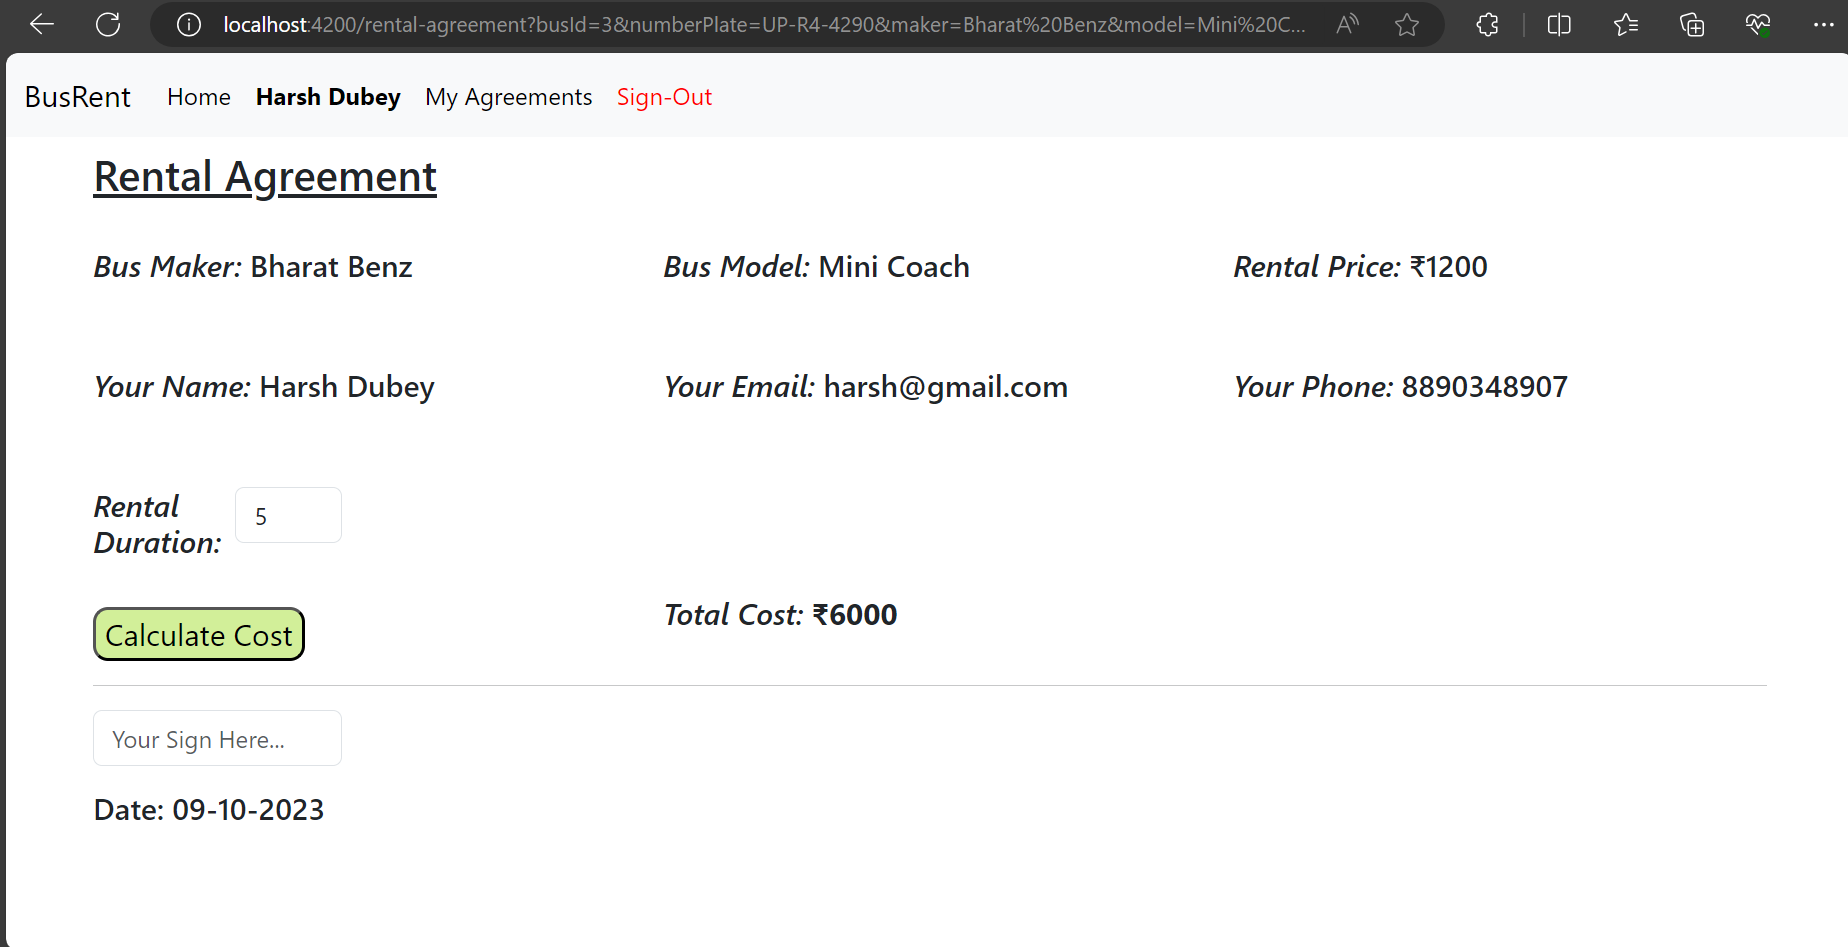 localhost:4200/rental-agreement?busId=3&numberPlate=UP-R4-4290&maker=Bharat%20Benz&model=Mini%20C...
BusRent Home Harsh Dubey My Agreements Sign-Out
Rental Agreement
Bus Maker: Bharat Benz Bus Model: Mini Coach Rental Price: ₹1200
Your Name: Harsh Dubey Your Email: harsh@gmail.com Your Phone: 8890348907
Rental
Duration: 5
Calculate Cost Total Cost: ₹6000
Your Sign Here...
Date: 09-10-2023